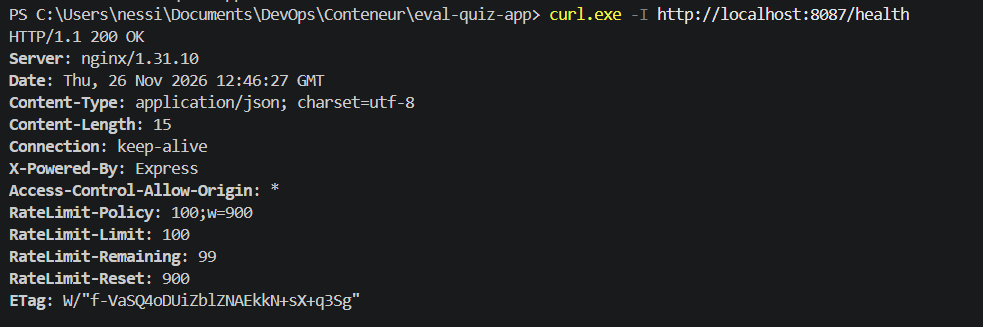 PS C:\Users\nessi\Documents\DevOps\Conteneur\eval-quiz-app> curl.exe -I http://localhost:8087/health
HTTP/1.1 200 OK
Server: nginx/1.31.10
Date: Thu, 26 Nov 2026 12:46:27 GMT
Content-Type: application/json; charset=utf-8
Content-Length: 15
Connection: keep-alive
X-Powered-By: Express
Access-Control-Allow-Origin: *
RateLimit-Policy: 100;w=900
RateLimit-Limit: 100
RateLimit-Remaining: 99
RateLimit-Reset: 900
ETag: W/"f-VaSQ4oDUiZblZNAEkkN+sX+q3Sg"